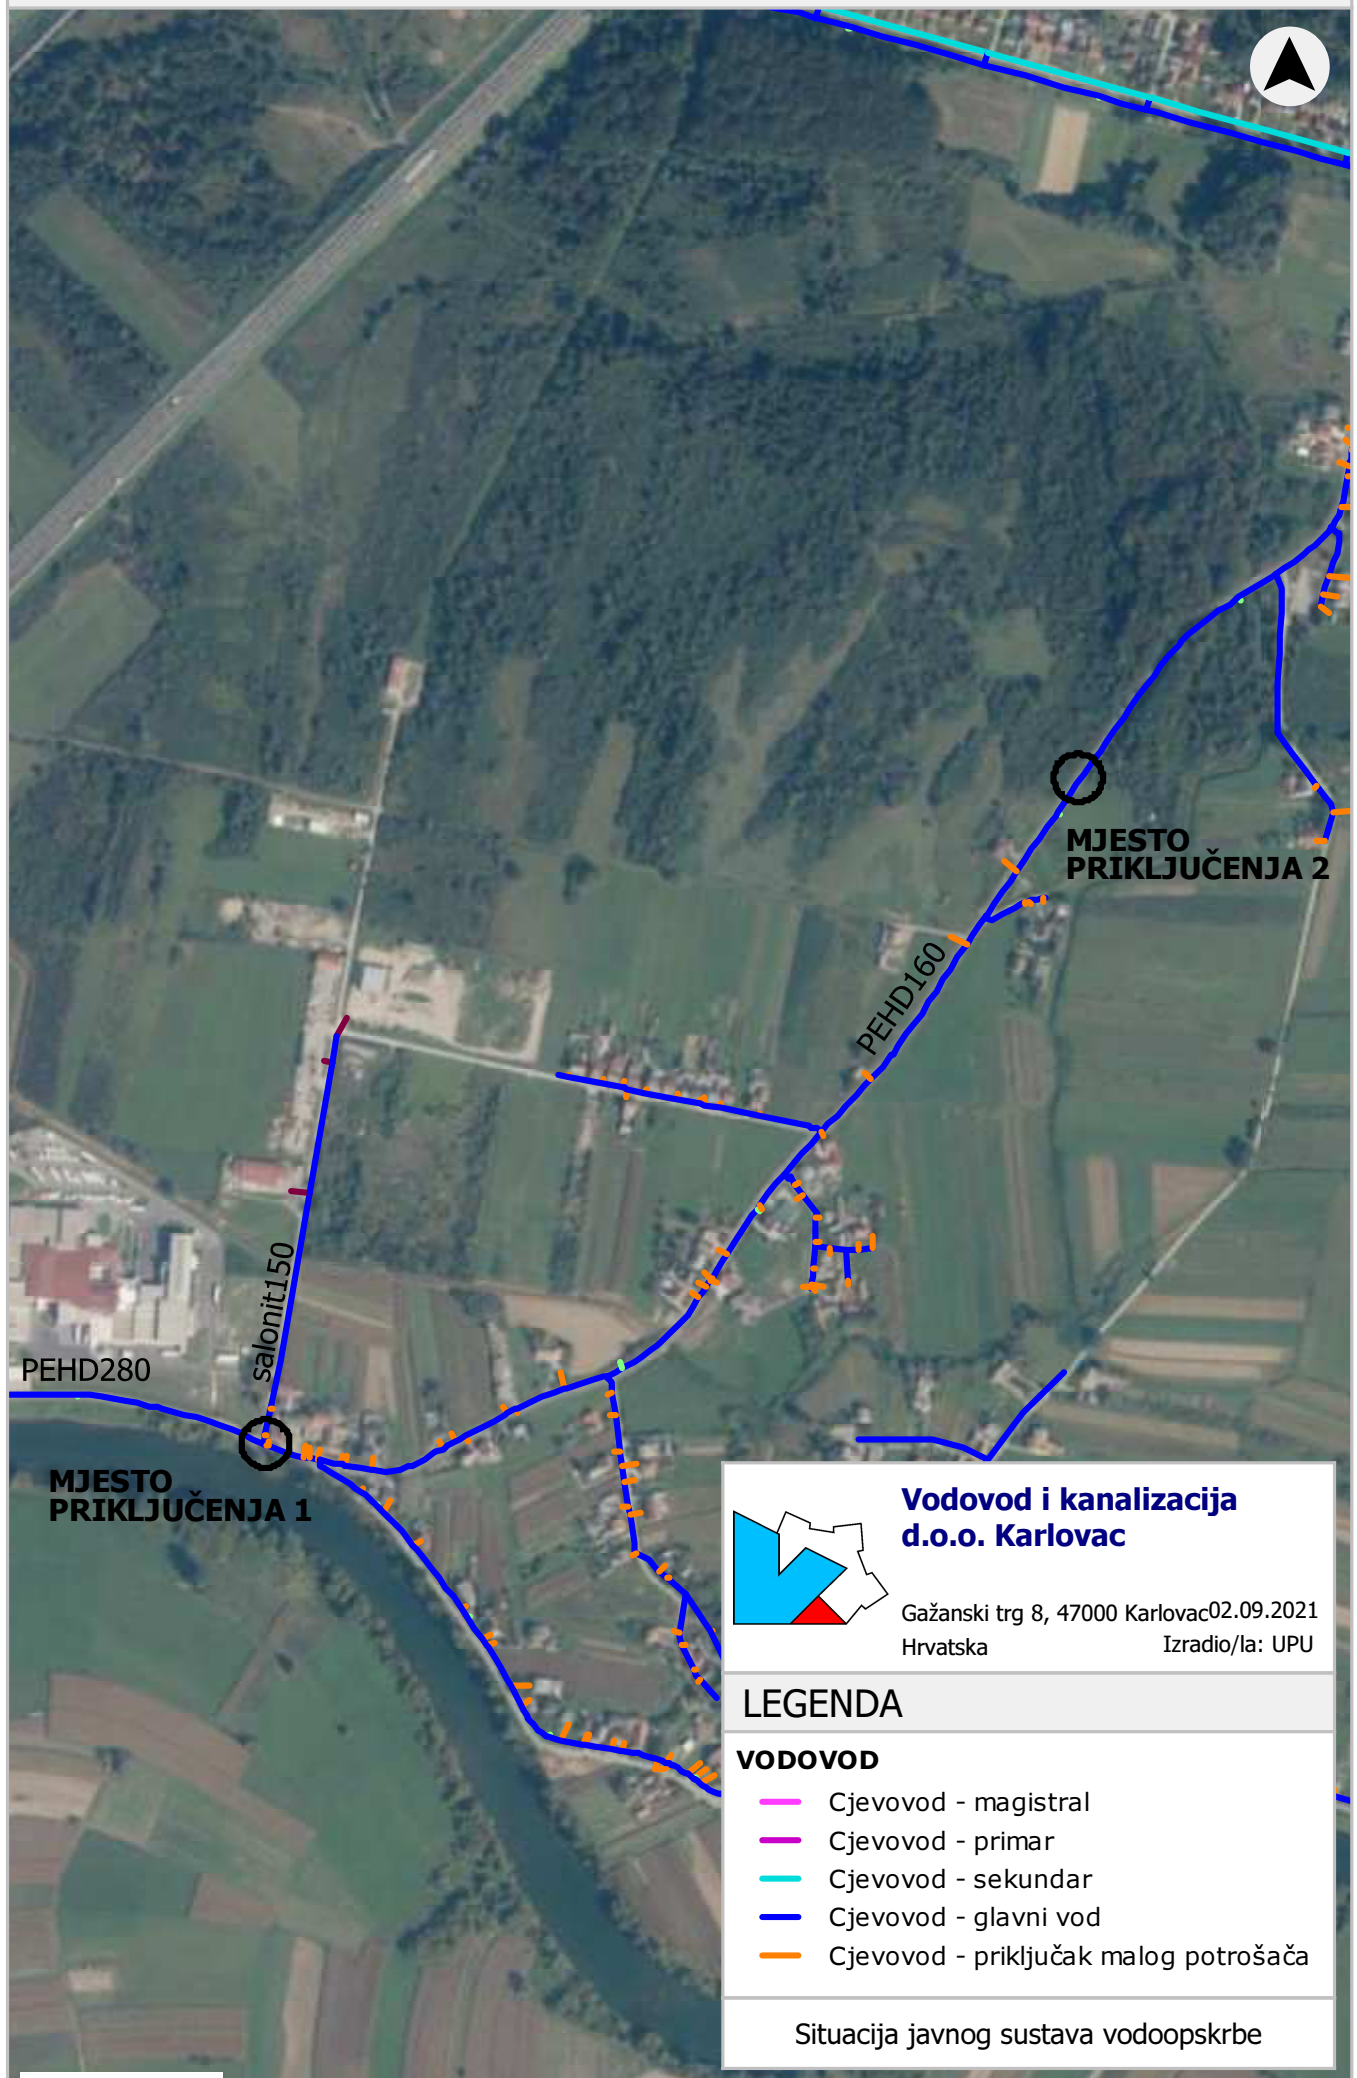 MJESTO
PRIKLJUČENJA 2
PEHD160
salonit150
PEHD280
MJESTO
PRIKLJUČENJA 1
Vodovod i kanalizacija
d.o.o. Karlovac
Gažanski trg 8, 47000 Karlovac
02.09.2021
Hrvatska
Izradio/la: UPU
LEGENDA
VODOVOD
Cjevovod - magistral
Cjevovod - primar
Cjevovod - sekundar
Cjevovod - glavni vod
Cjevovod - priključak malog potrošača
Situacija javnog sustava vodoopskrbe